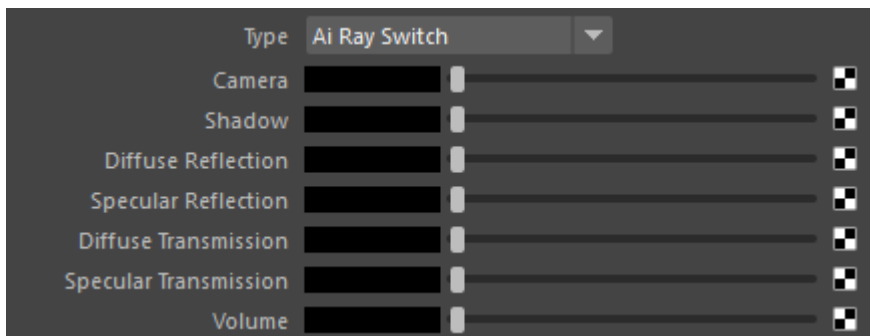 Type Ai Ray Switch
Camera
Shadow
Diffuse Reflection
Specular Reflection
Diffuse Transmission
Specular Transmission
Volume